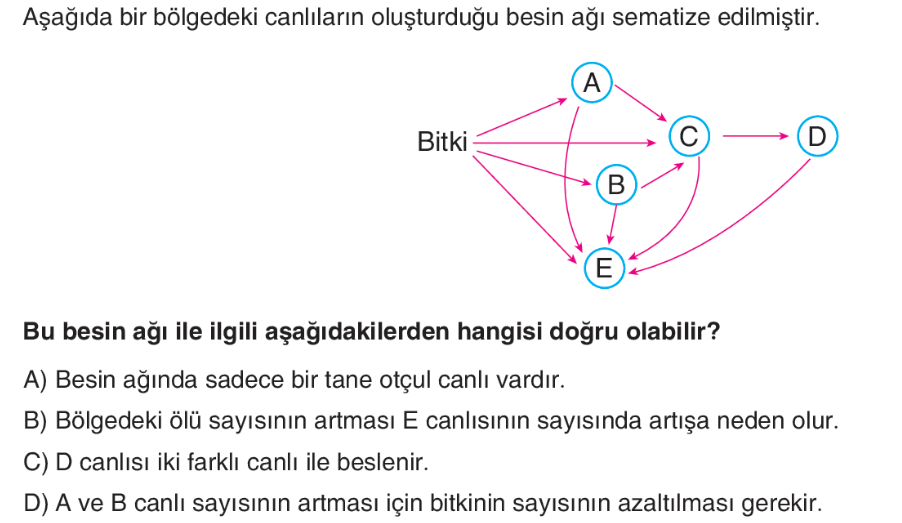 Aşağıda bir bölgedeki canlıların oluşturduğu besin ağı sematize edilmiştir.
A
Bitki
C
D
B
E
Bu besin ağı ile ilgili aşağıdakilerden hangisi doğru olabilir?
A) Besin ağında sadece bir tane otçul canlı vardır.
B) Bölgedeki ölü sayısının artması E canlısının sayısında artışa neden olur.
C) D canlısı iki farklı canlı ile beslenir.
D) A ve B canlı sayısının artması için bitkinin sayısının azaltılması gerekir.